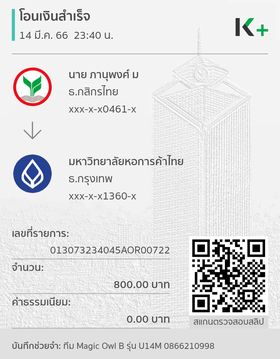 โอนเงินสำเร็จ
14 มี.ค. 66 23:40 น.
K+
นาย ภานุพงศ์ ม
ธ.กสิกรไทย
xxx-x-x0461-x
มหาวิทยาลัยหอการค้าไทย
ธ.กรุงเทพ
xxx-x-x1360-x
เลขที่รายการ:
013073234045AOR00722
จำนวน:
800.00 บาท
ค่าธรรมเนียม:
0.00 บาท
สแกนตรวจสอบสลิป
บันทึกช่วยจำ: ทีม Magic Owl B รุ่น U14M 0866210998